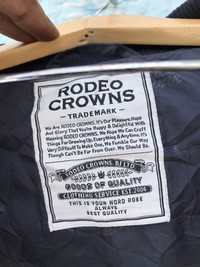 RODEO
CROWNS
TRADEMARK
We Are RODEO CROWNS. It's Our Pleasure, Hope
And Glory That You're Happy & Delightful With
Wearing RODEO CROWNS. We Hope We Can Craft
Things For Greasing Up, Everything & Anytime. It's
Very Difficult To Make One, We Fumble Our Way
Though Can't Be Far From Over. We Should Be.
RODEO CROWNS. BJ LTD.
GOODS OF QUALITY
CLOTHING SERVICE EST. 2004
THIS IS YOUR WORD ROBE
ALWAYS
BEST QUALITY